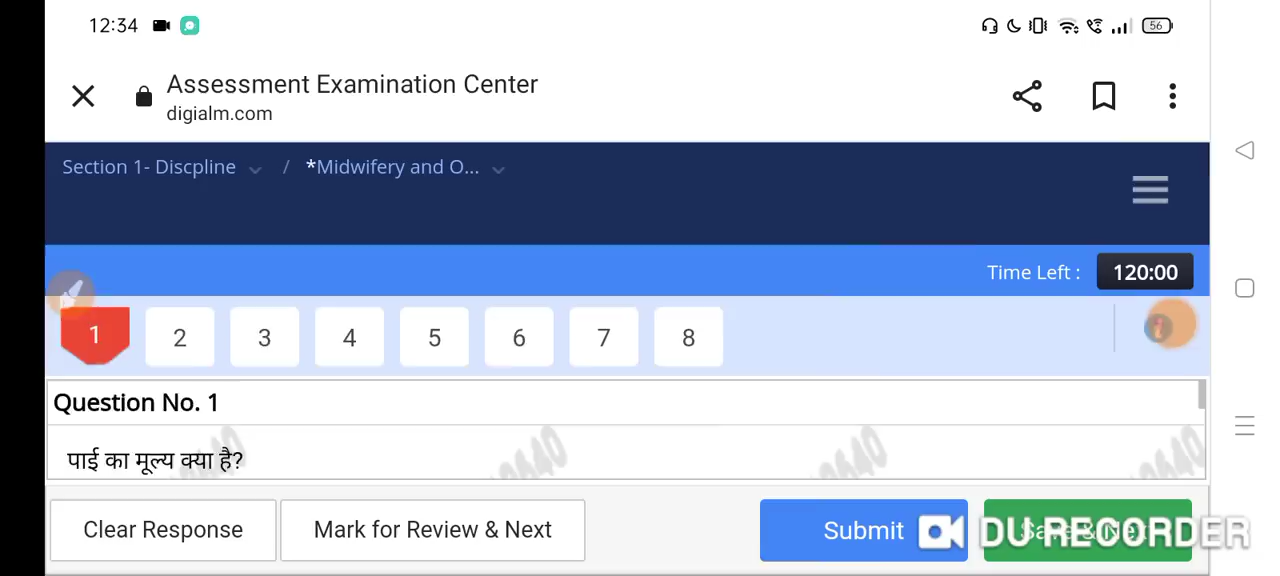 12:34
56
Assessment Examination Center
digialm.com
Section 1- Discpline / *Midwifery and O...
Time Left : 120:00
1 2 3 4 5 6 7 8
Question No. 1
पाई का मूल्य क्या है?
Clear Response
Mark for Review & Next
Submit
DU RECORDER